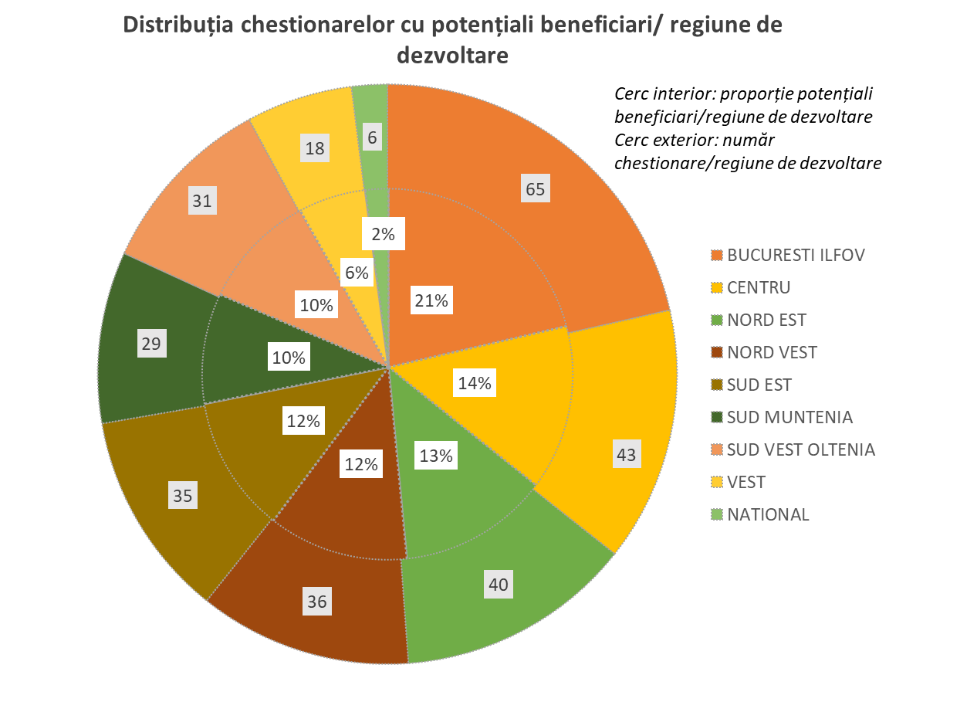 Distribuția chestionarelor cu potențiali beneficiari/ regiune de
dezvoltare
Cerc interior: proporție potențiali
beneficiari/regiune de dezvoltare
Cerc exterior: număr
chestionare/regiune de dezvoltare
6
18
65
31
2%
6%
21%
10%
29
10%
14%
12%
13%
43
12%
35
40
36
BUCURESTI ILFOV
CENTRU
NORD EST
NORD VEST
SUD EST
SUD MUNTENIA
SUD VEST OLTENIA
VEST
NATIONAL